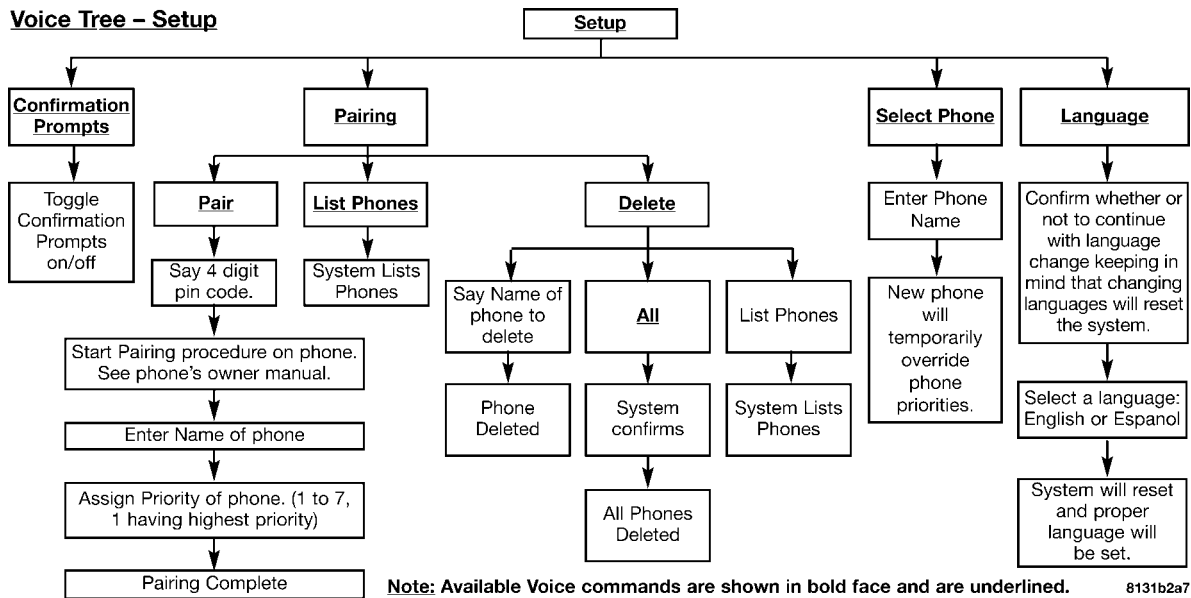 Voice Tree – Setup
Setup
Confirmation
Prompts
Toggle
Confirmation
Prompts
on/off
Pairing
Pair
Say 4 digit
pin code.
Start Pairing procedure on phone.
See phone's owner manual.
Enter Name of phone
Assign Priority of phone. (1 to 7,
1 having highest priority)
Pairing Complete
List Phones
System Lists
Phones
Delete
Say Name of
phone to
delete
Phone
Deleted
All
System
confirms
All Phones
Deleted
List Phones
System Lists
Phones
Select Phone
Enter Phone
Name
New phone
will
temporarily
override
phone
priorities.
Language
Confirm whether or
not to continue
with language
change keeping in
mind that changing
languages will reset
the system.
Select a language:
English or Espanol
System will reset
and proper
language will
be set.
Note: Available Voice commands are shown in bold face and are underlined.
8131b2a7